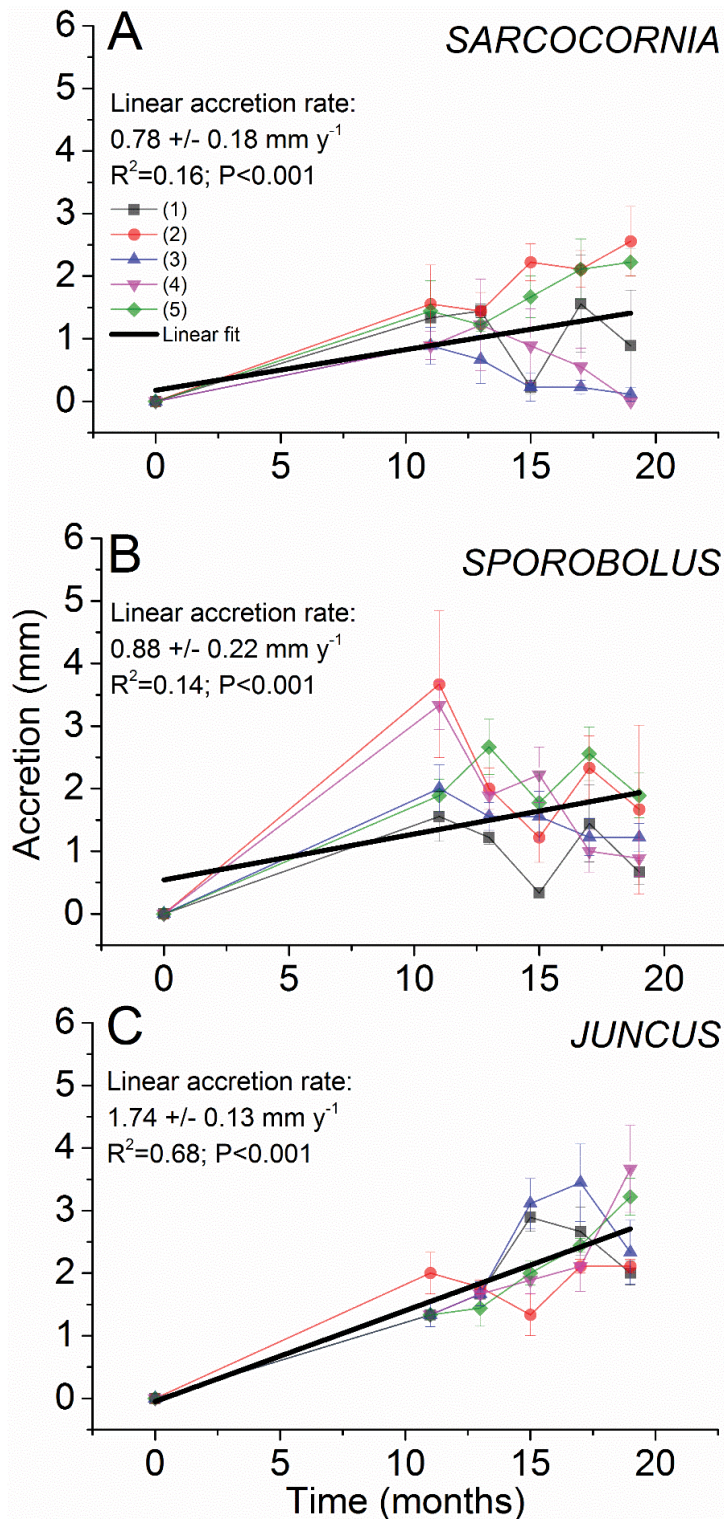 A
SARCOCORNIA
Linear accretion rate:
0.78 +/- 0.18 mm y⁻¹
R²=0.16; P<0.001
(1)
(2)
(3)
(4)
(5)
Linear fit
6
5
4
3
2
1
0
0 5 10 15 20
B
SPOROBOLUS
Linear accretion rate:
0.88 +/- 0.22 mm y⁻¹
R²=0.14; P<0.001
6
5
4
3
2
1
0
0 5 10 15 20
Accretion (mm)
C
JUNCUS
Linear accretion rate:
1.74 +/- 0.13 mm y⁻¹
R²=0.68; P<0.001
6
5
4
3
2
1
0
0 5 10 15 20
Time (months)